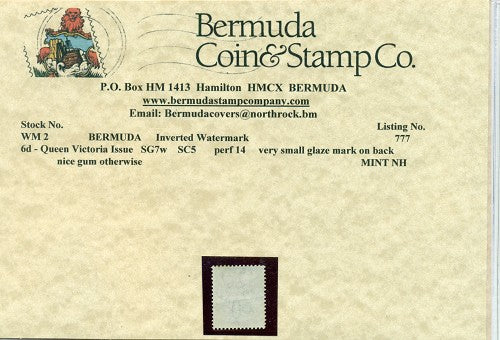 Bermuda
Coin & Stamp Co.
P.O. Box HM 1413 Hamilton HMCX BERMUDA
www.bermudastampcompany.com
Email: Bermudacovers@northrock.bm
Stock No. Listing No.
WM 2 BERMUDA Inverted Watermark 777
6d - Queen Victoria Issue SG7w SC5 perf 14 very small glaze mark on back
nice gum otherwise MINT NH